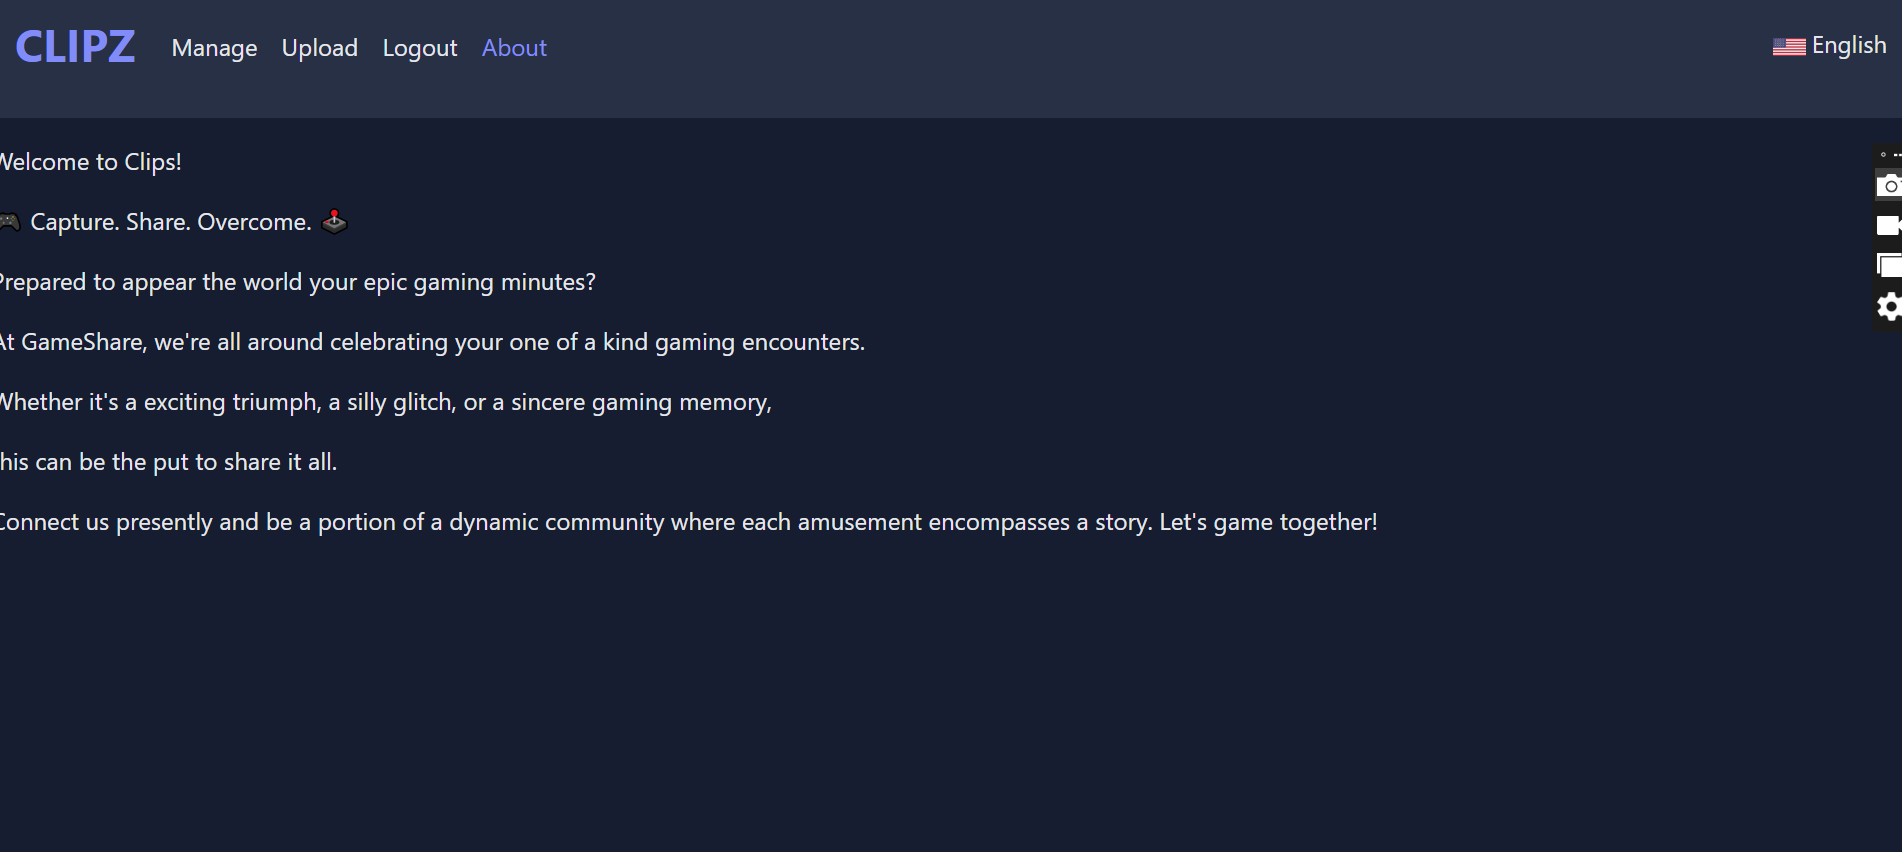 CLIPZ Manage Upload Logout About English
Welcome to Clips!
🎮 Capture. Share. Overcome. 🕹️
Prepared to appear the world your epic gaming minutes?
At GameShare, we're all around celebrating your one of a kind gaming encounters.
Whether it's a exciting triumph, a silly glitch, or a sincere gaming memory,
this can be the put to share it all.
Connect us presently and be a portion of a dynamic community where each amusement encompasses a story. Let's game together!